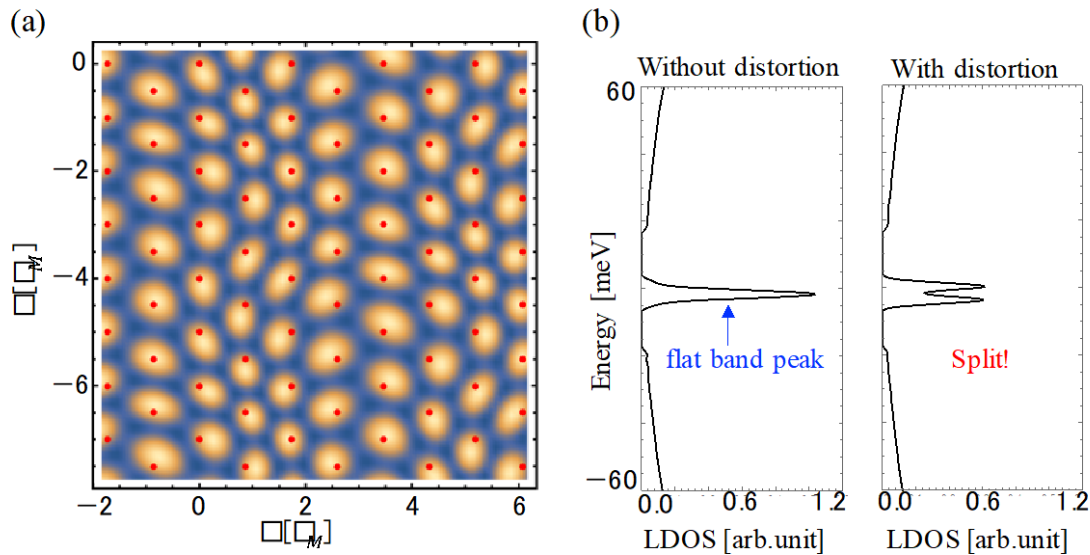 (a)
0
−2
−4
−6
−2
0
2
4
6
□[□M]
□[□M]
(b)
Without distortion
With distortion
60
−60
Energy [meV]
flat band peak
Split!
0.0
0.6
1.2
0.0
0.6
1.2
LDOS [arb.unit]
LDOS [arb.unit]